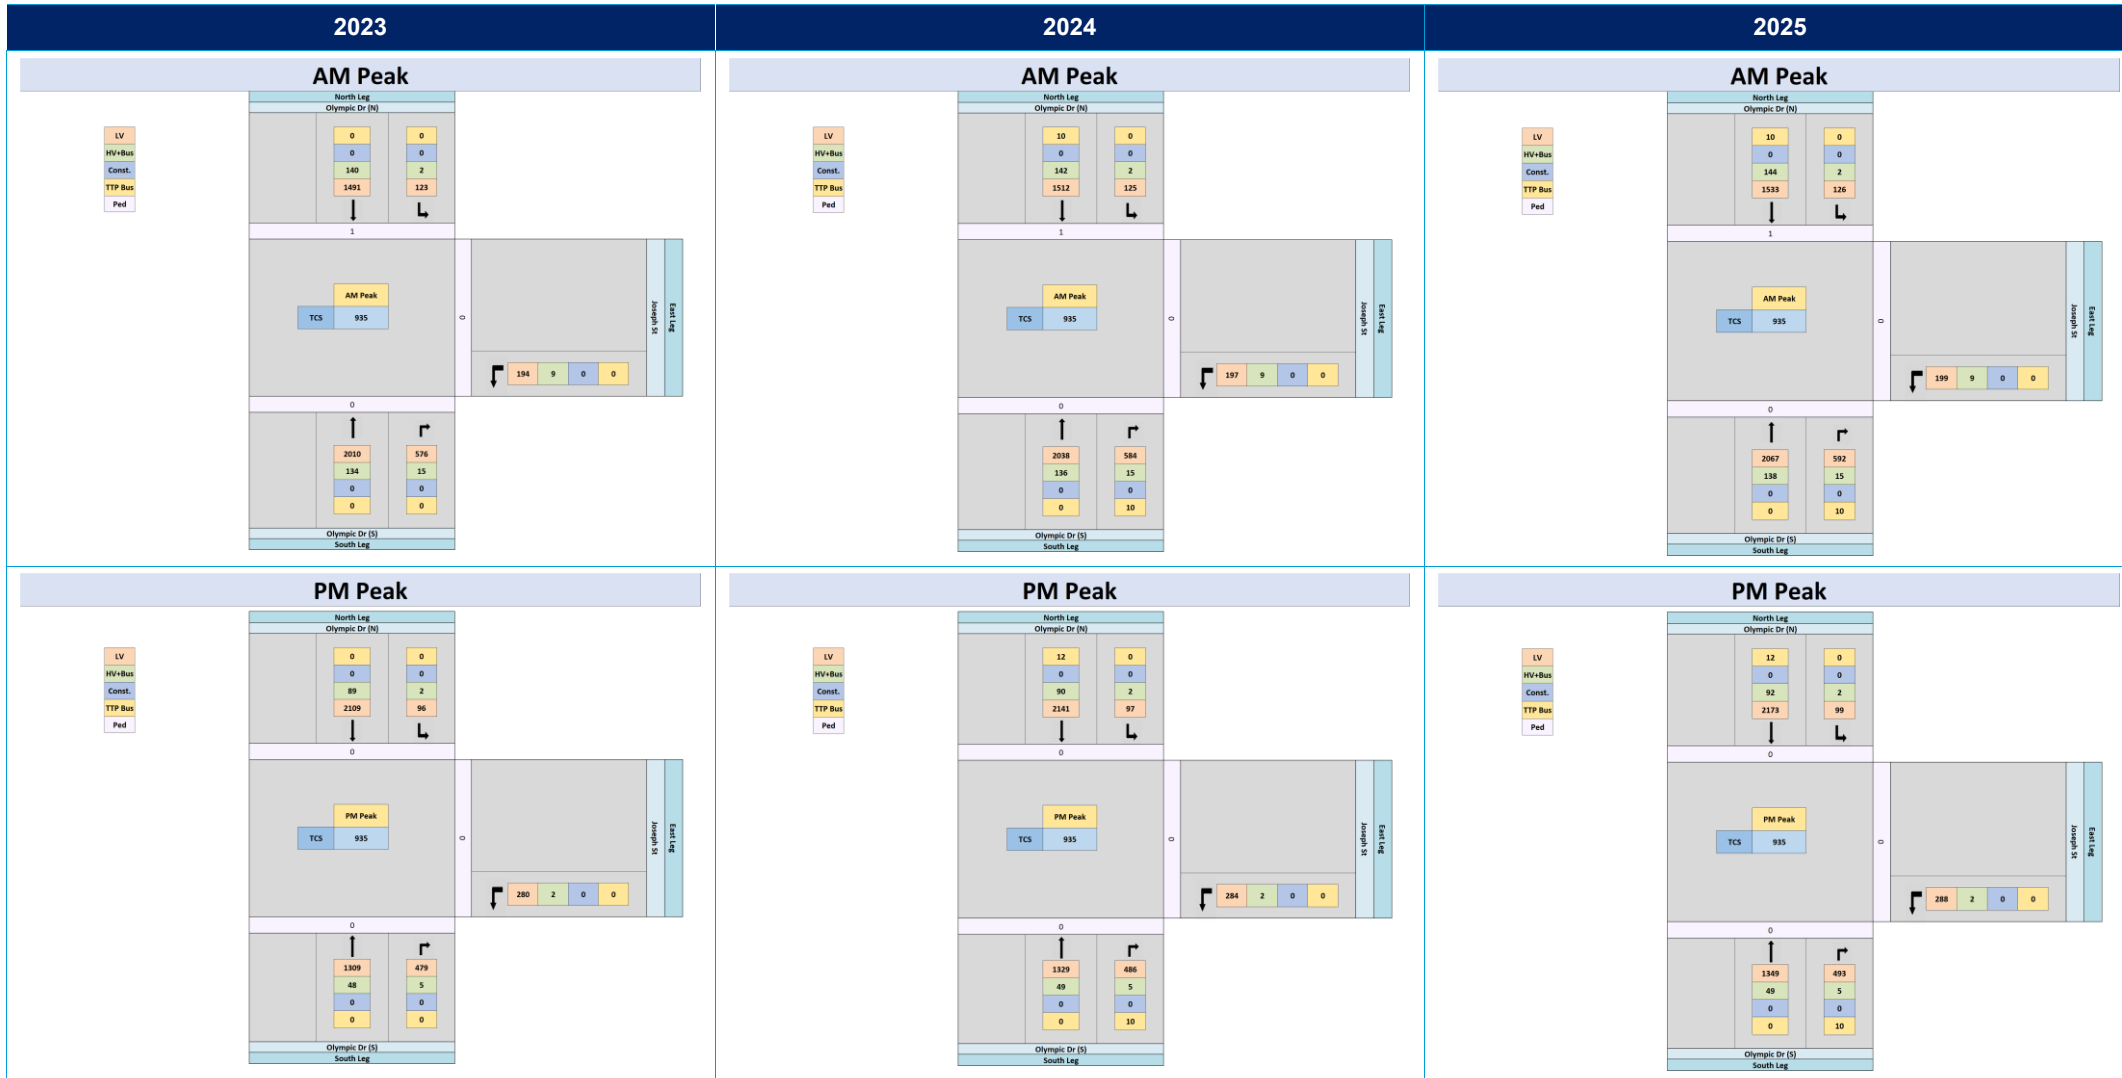 2023 2024 2025
AM Peak
North Leg
Olympic Dr (N)
LV
HV+Bus
Const.
TTP Bus
Ped
0 0
0 0
140 2
1491 123
1
AM Peak
TCS 935
0
Joseph St
East Leg
194 9 0 0
0
2010 576
134 15
0 0
0 0
Olympic Dr (S)
South Leg
AM Peak
North Leg
Olympic Dr (N)
LV
HV+Bus
Const.
TTP Bus
Ped
10 0
0 0
142 2
1512 125
1
AM Peak
TCS 935
0
Joseph St
East Leg
197 9 0 0
0
2038 584
136 15
0 0
0 10
Olympic Dr (S)
South Leg
AM Peak
North Leg
Olympic Dr (N)
LV
HV+Bus
Const.
TTP Bus
Ped
10 0
0 0
144 2
1533 126
1
AM Peak
TCS 935
0
Joseph St
East Leg
199 9 0 0
0
2067 592
138 15
0 0
0 10
Olympic Dr (S)
South Leg
PM Peak
North Leg
Olympic Dr (N)
LV
HV+Bus
Const.
TTP Bus
Ped
0 0
0 0
89 2
2109 96
0
PM Peak
TCS 935
0
Joseph St
East Leg
280 2 0 0
0
1309 479
48 5
0 0
0 0
Olympic Dr (S)
South Leg
PM Peak
North Leg
Olympic Dr (N)
LV
HV+Bus
Const.
TTP Bus
Ped
12 0
0 0
90 2
2141 97
0
PM Peak
TCS 935
0
Joseph St
East Leg
284 2 0 0
0
1329 486
49 5
0 0
0 10
Olympic Dr (S)
South Leg
PM Peak
North Leg
Olympic Dr (N)
LV
HV+Bus
Const.
TTP Bus
Ped
12 0
0 0
92 2
2173 99
0
PM Peak
TCS 935
0
Joseph St
East Leg
288 2 0 0
0
1349 493
49 5
0 0
0 10
Olympic Dr (S)
South Leg